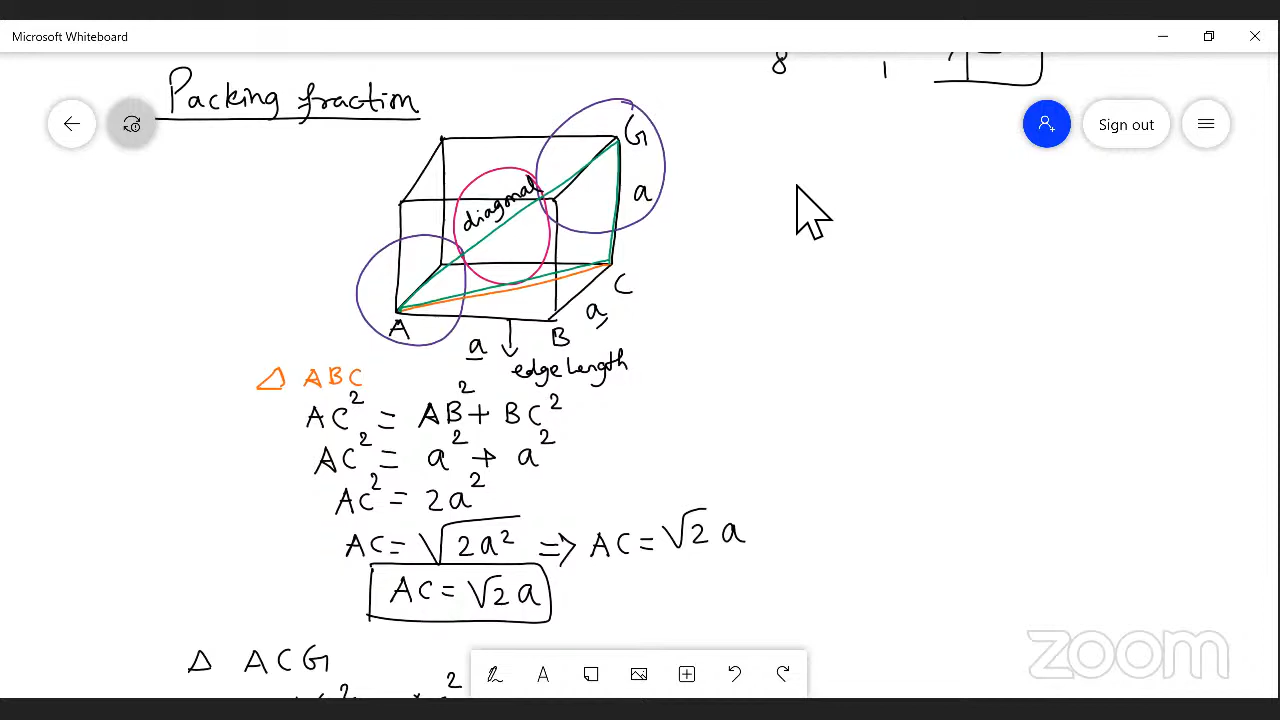 Microsoft Whiteboard
8 1
Packing fraction
Sign out
G
diagonal
a
C
A
a
B
a
edge length
△ ABC
AC² = AB² + BC²
AC² = a² + a²
AC² = 2a²
AC = √2a² ⇒ AC = √2 a
AC = √2 a
△ ACG
zoom